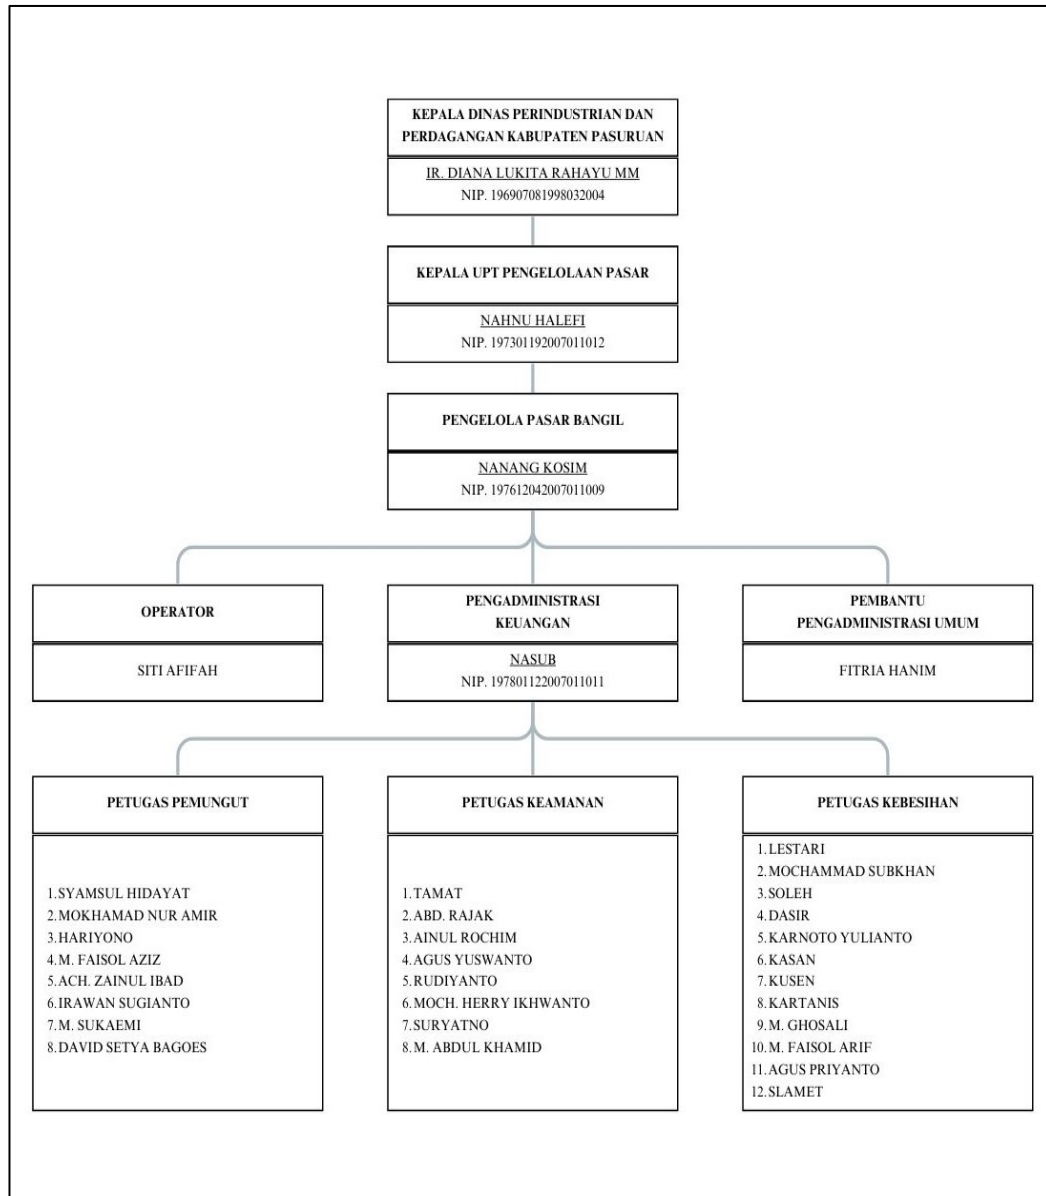 KEPALA DINAS PERINDUSTRIAN DAN
PERDAGANGAN KABUPATEN PASURUAN
IR. DIANA LUKITA RAHAYU MM
NIP. 196907081998032004
KEPALA UPT PENGELOLAAN PASAR
NAHNU HALEFI
NIP. 197301192007011012
PENGELOLA PASAR BANGIL
NANANG KOSIM
NIP. 197612042007011009
OPERATOR
SITI AFIFAH
PENGADMINISTRASI
KEUANGAN
NASUB
NIP. 197801122007011011
PEMBANTU
PENGADMINISTRASI UMUM
FITRIA HANIM
PETUGAS PEMUNGUT
1. SYAMSUL HIDAYAT
2. MOKHAMAD NUR AMIR
3. HARIYONO
4. M. FAISOL AZIZ
5. ACH. ZAINUL IBAD
6. IRAWAN SUGIANTO
7. M. SUKAEMI
8. DAVID SETYA BAGOES
PETUGAS KEAMANAN
1. TAMAT
2. ABD. RAJAK
3. AINUL ROCHIM
4. AGUS YUSWANTO
5. RUDIYANTO
6. MOCH. HERRY IKHWANTO
7. SURYATNO
8. M. ABDUL KHAMID
PETUGAS KEBESIHAN
1. LESTARI
2. MOCHAMMAD SUBKHAN
3. SOLEH
4. DASIR
5. KARNOTO YULIANTO
6. KASAN
7. KUSEN
8. KARTANIS
9. M. GHOSALI
10. M. FAISOL ARIF
11. AGUS PRIYANTO
12. SLAMET